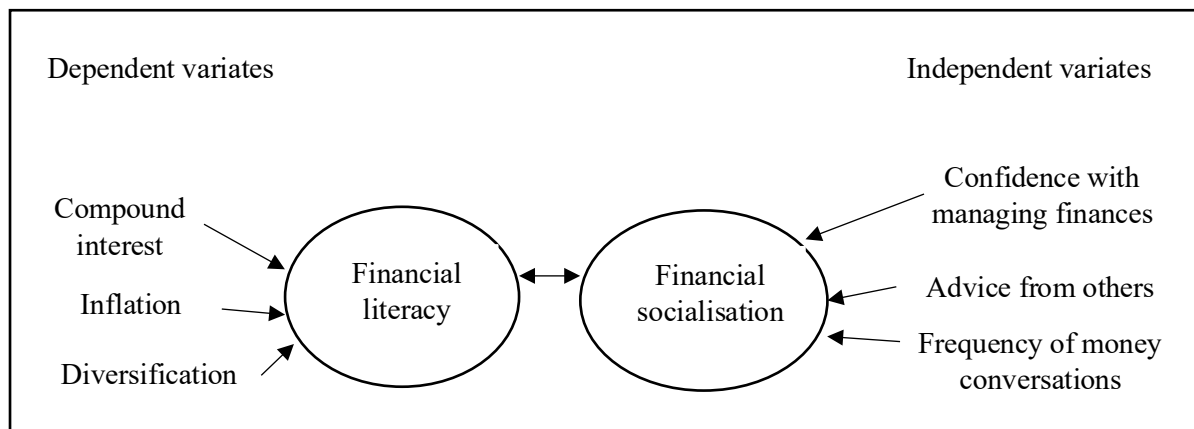 Dependent variates
Independent variates
Compound
interest
Inflation
Diversification
Financial
literacy
Financial
socialisation
Confidence with
managing finances
Advice from others
Frequency of money
conversations